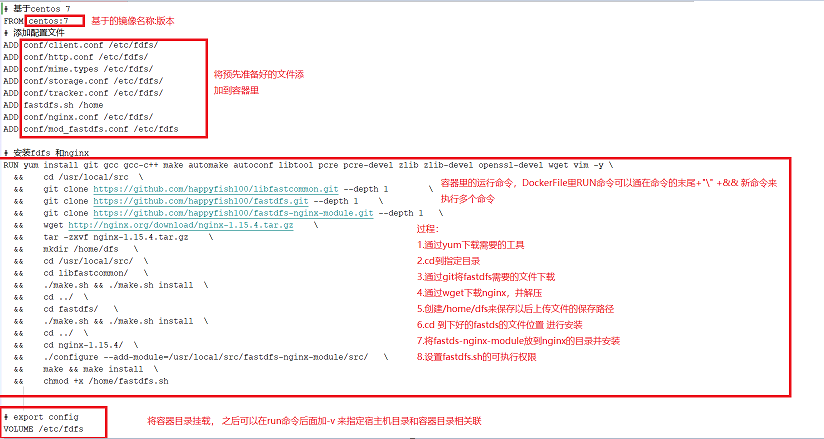 # 基于centos 7
FROM centos:7 基于的镜像名称:版本
# 添加配置文件
ADD conf/client.conf /etc/fdfs/
ADD conf/http.conf /etc/fdfs/
ADD conf/mime.types /etc/fdfs/
ADD conf/storage.conf /etc/fdfs/
ADD conf/tracker.conf /etc/fdfs/
ADD fastdfs.sh /home
ADD conf/nginx.conf /etc/fdfs/
ADD conf/mod_fastdfs.conf /etc/fdfs
将预先准备好的文件添
加到容器里
# 安装fdfs 和nginx
RUN yum install git gcc gcc-c++ make automake autoconf libtool pcre pcre-devel zlib zlib-devel openssl-devel wget vim -y \
&& cd /usr/local/src \
&& git clone https://github.com/happyfish100/libfastcommon.git --depth 1 \
&& git clone https://github.com/happyfish100/fastdfs.git --depth 1 \
&& git clone https://github.com/happyfish100/fastdfs-nginx-module.git --depth 1 \
&& wget http://nginx.org/download/nginx-1.15.4.tar.gz \
&& tar -zxvf nginx-1.15.4.tar.gz \
&& mkdir /home/dfs \
&& cd /usr/local/src/ \
&& cd libfastcommon/ \
&& ./make.sh && ./make.sh install \
&& cd ../ \
&& cd fastdfs/ \
&& ./make.sh && ./make.sh install \
&& cd ../ \
&& cd nginx-1.15.4/ \
&& ./configure --add-module=/usr/local/src/fastdfs-nginx-module/src/ \
&& make && make install \
&& chmod +x /home/fastdfs.sh
容器里的运行命令，DockerFile里RUN命令可以通在命令的末尾+"\" +&& 新命令来
执行多个命令
过程：
1.通过yum下载需要的工具
2.cd到指定目录
3.通过git将fastdfs需要的文件下载
4.通过wget下载nginx，并解压
5.创建/home/dfs来保存以后上传文件的保存路径
6.cd 到下好的fastds的文件位置 进行安装
7.将fastds-nginx-module放到nginx的目录并安装
8.设置fastdfs.sh的可执行权限
# export config
VOLUME /etc/fdfs
将容器目录挂载， 之后可以在run命令后面加-v 来指定宿主机目录和容器目录相关联